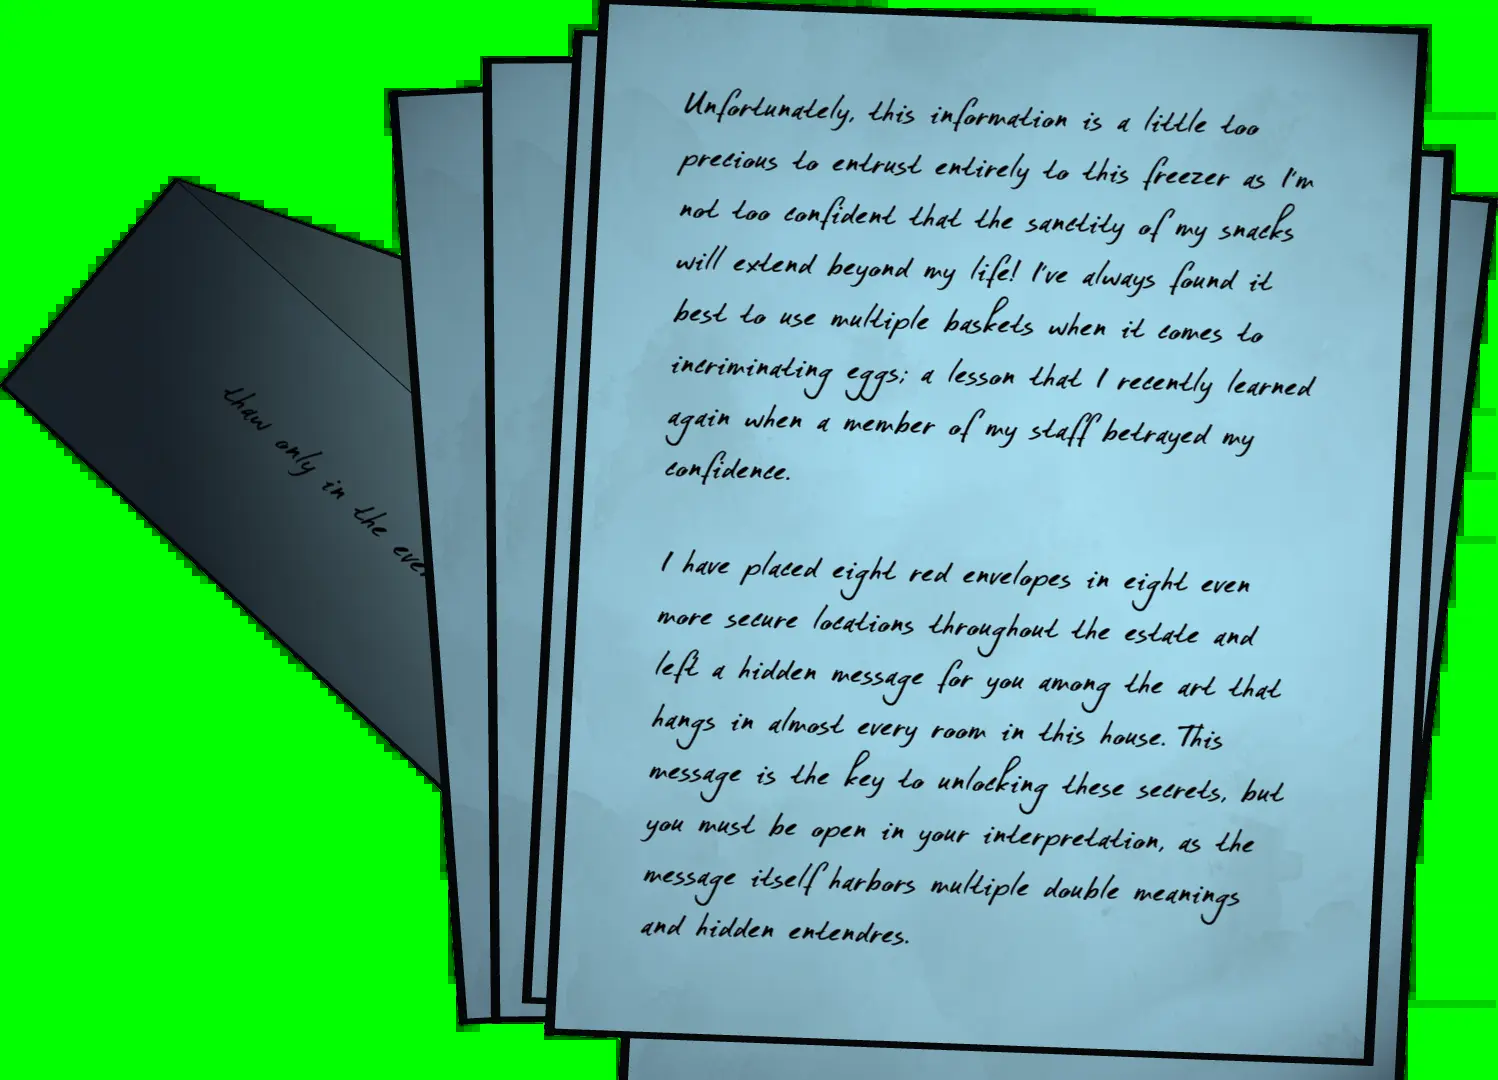 thaw only in the eve
Unfortunately, this information is a little too
precious to entrust entirely to this freezer as I'm
not too confident that the sanctity of my snacks
will extend beyond my life! I've always found it
best to use multiple baskets when it comes to
incriminating eggs; a lesson that I recently learned
again when a member of my staff betrayed my
confidence.
I have placed eight red envelopes in eight even
more secure locations throughout the estate and
left a hidden message for you among the art that
hangs in almost every room in this house. This
message is the key to unlocking these secrets, but
you must be open in your interpretation, as the
message itself harbors multiple double meanings
and hidden entendres.